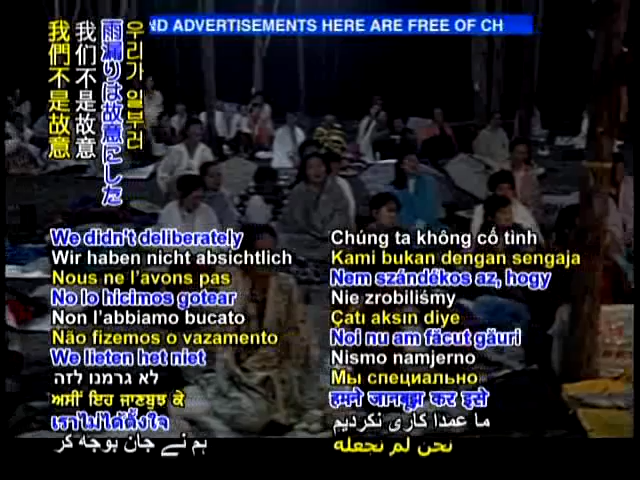 ND ADVERTISEMENTS HERE ARE FREE OF CH
우리가 일부러
雨漏りは故意にした
我们不是故意
我們不是故意
We didn't deliberately
Wir haben nicht absichtlich
Nous ne l'avons pas
No lo hicimos gotear
Non l'abbiamo bucato
Não fizemos o vazamento
We lieten het niet
לא גרמנו לזה
ਅਸੀਂ ਇਹ ਜਾਣਬੁਝ ਕੇ
เราไม่ได้ตั้งใจ
ہم نے جان بوجھ کر
Chúng ta không cố tình
Kami bukan dengan sengaja
Nem szándékos az, hogy
Nie zrobiliśmy
Çatı aksın diye
Noi nu am făcut găuri
Nismo namjerno
Мы специально
हमने जानबूझ कर इसे
ما عمدا کاری نکردیم
نحن لم نجعله